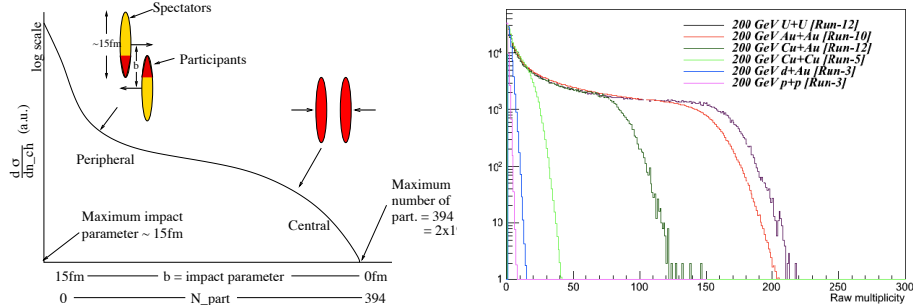 Spectators
~15fm
b
Participants
log scale
(a.u.)
d σ
dn_ch
Peripheral
Maximum impact
parameter ~ 15fm
Central
Maximum
number of
part. = 394
= 2x1
15fm
b = impact parameter
0fm
0
N_part
394
200 GeV U+U [Run-12]
200 GeV Au+Au [Run-10]
200 GeV Cu+Au [Run-12]
200 GeV Cu+Cu [Run-5]
200 GeV d+Au [Run-3]
200 GeV p+p [Run-3]
10⁴
10³
10²
10
1
0
50
100
150
200
250
300
Raw multiplicity